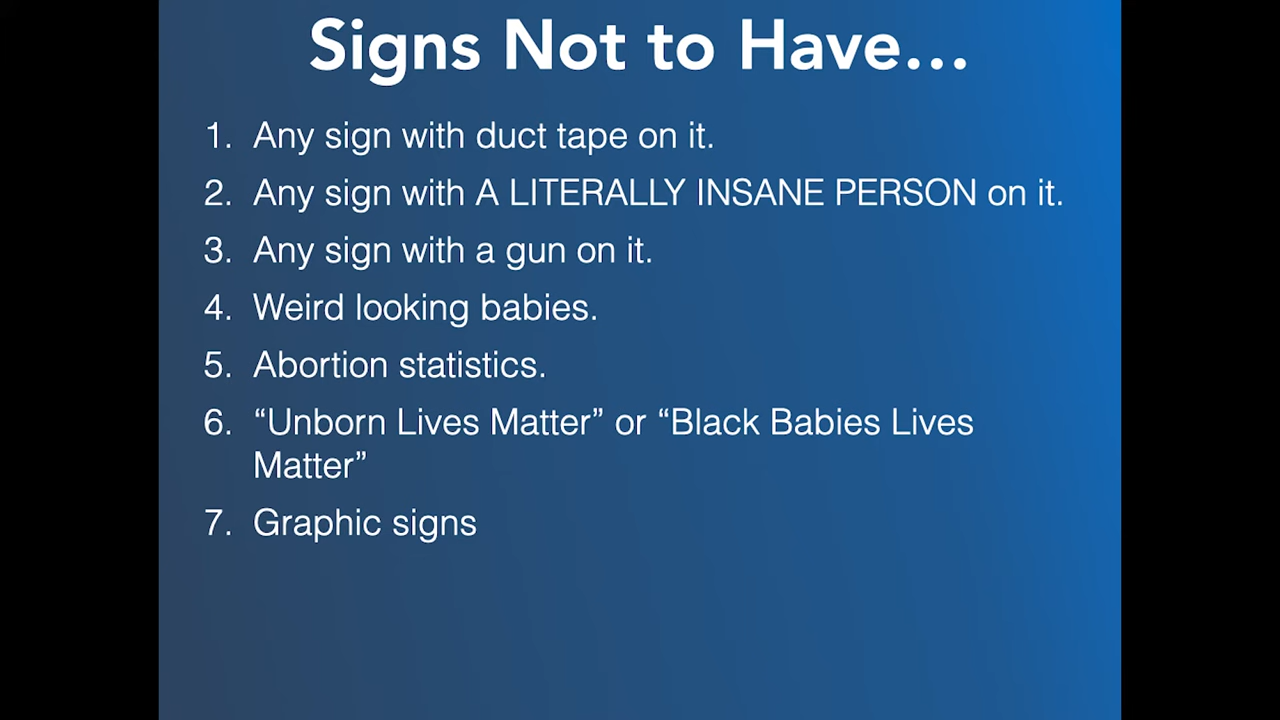 Signs Not to Have…
1. Any sign with duct tape on it.
2. Any sign with A LITERALLY INSANE PERSON on it.
3. Any sign with a gun on it.
4. Weird looking babies.
5. Abortion statistics.
6. “Unborn Lives Matter” or “Black Babies Lives
Matter”
7. Graphic signs